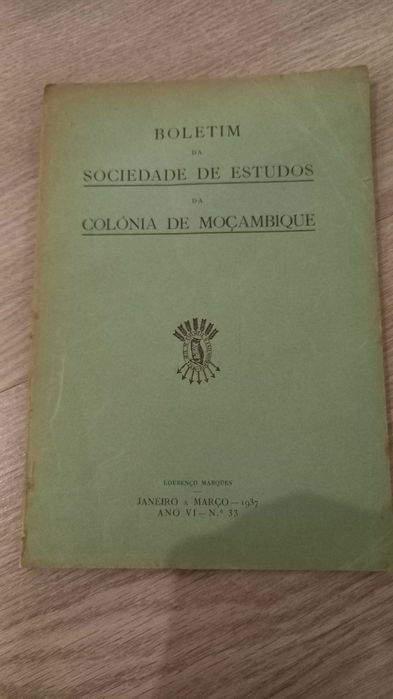 BOLETIM
DA
SOCIEDADE DE ESTUDOS
DA
COLÓNIA DE MOÇAMBIQUE
LOURENÇO MARQUES
JANEIRO A MARÇO — 1937
ANO VI — N.º 33